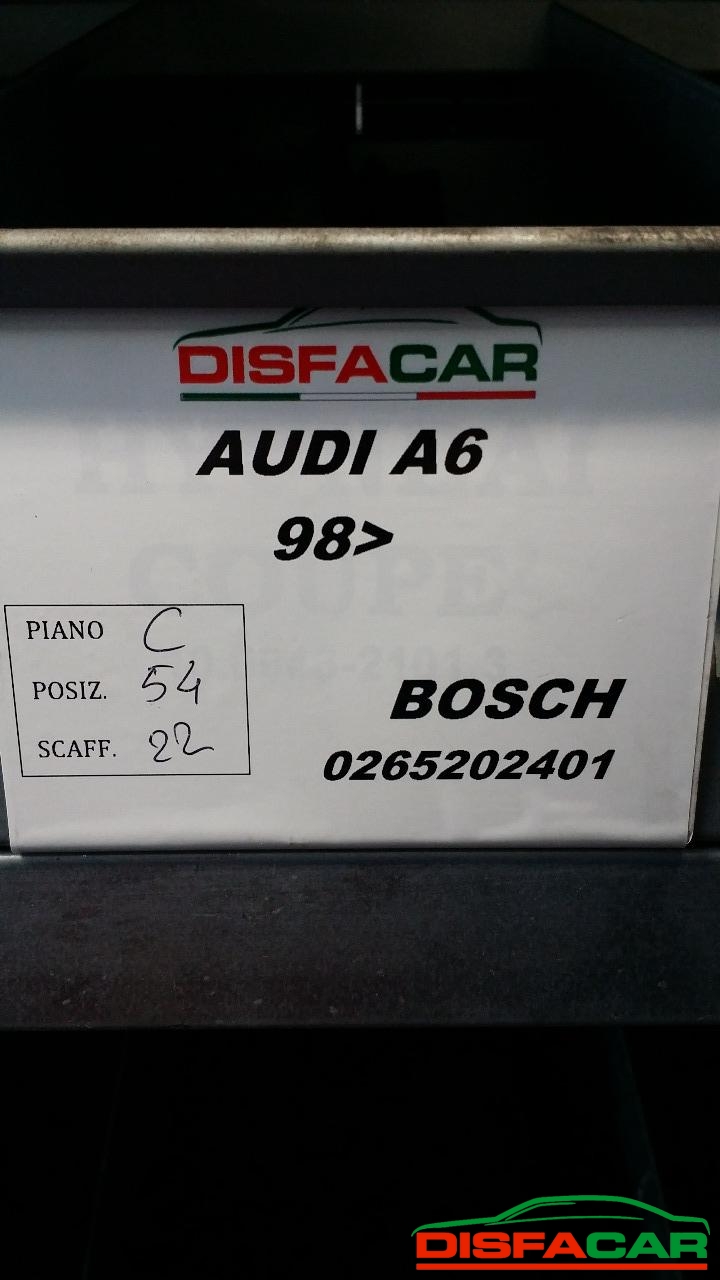 DISFACAR
AUDI A6
98>
PIANO C
POSIZ. 54
SCAFF. 22
BOSCH
0265202401
DISFACAR